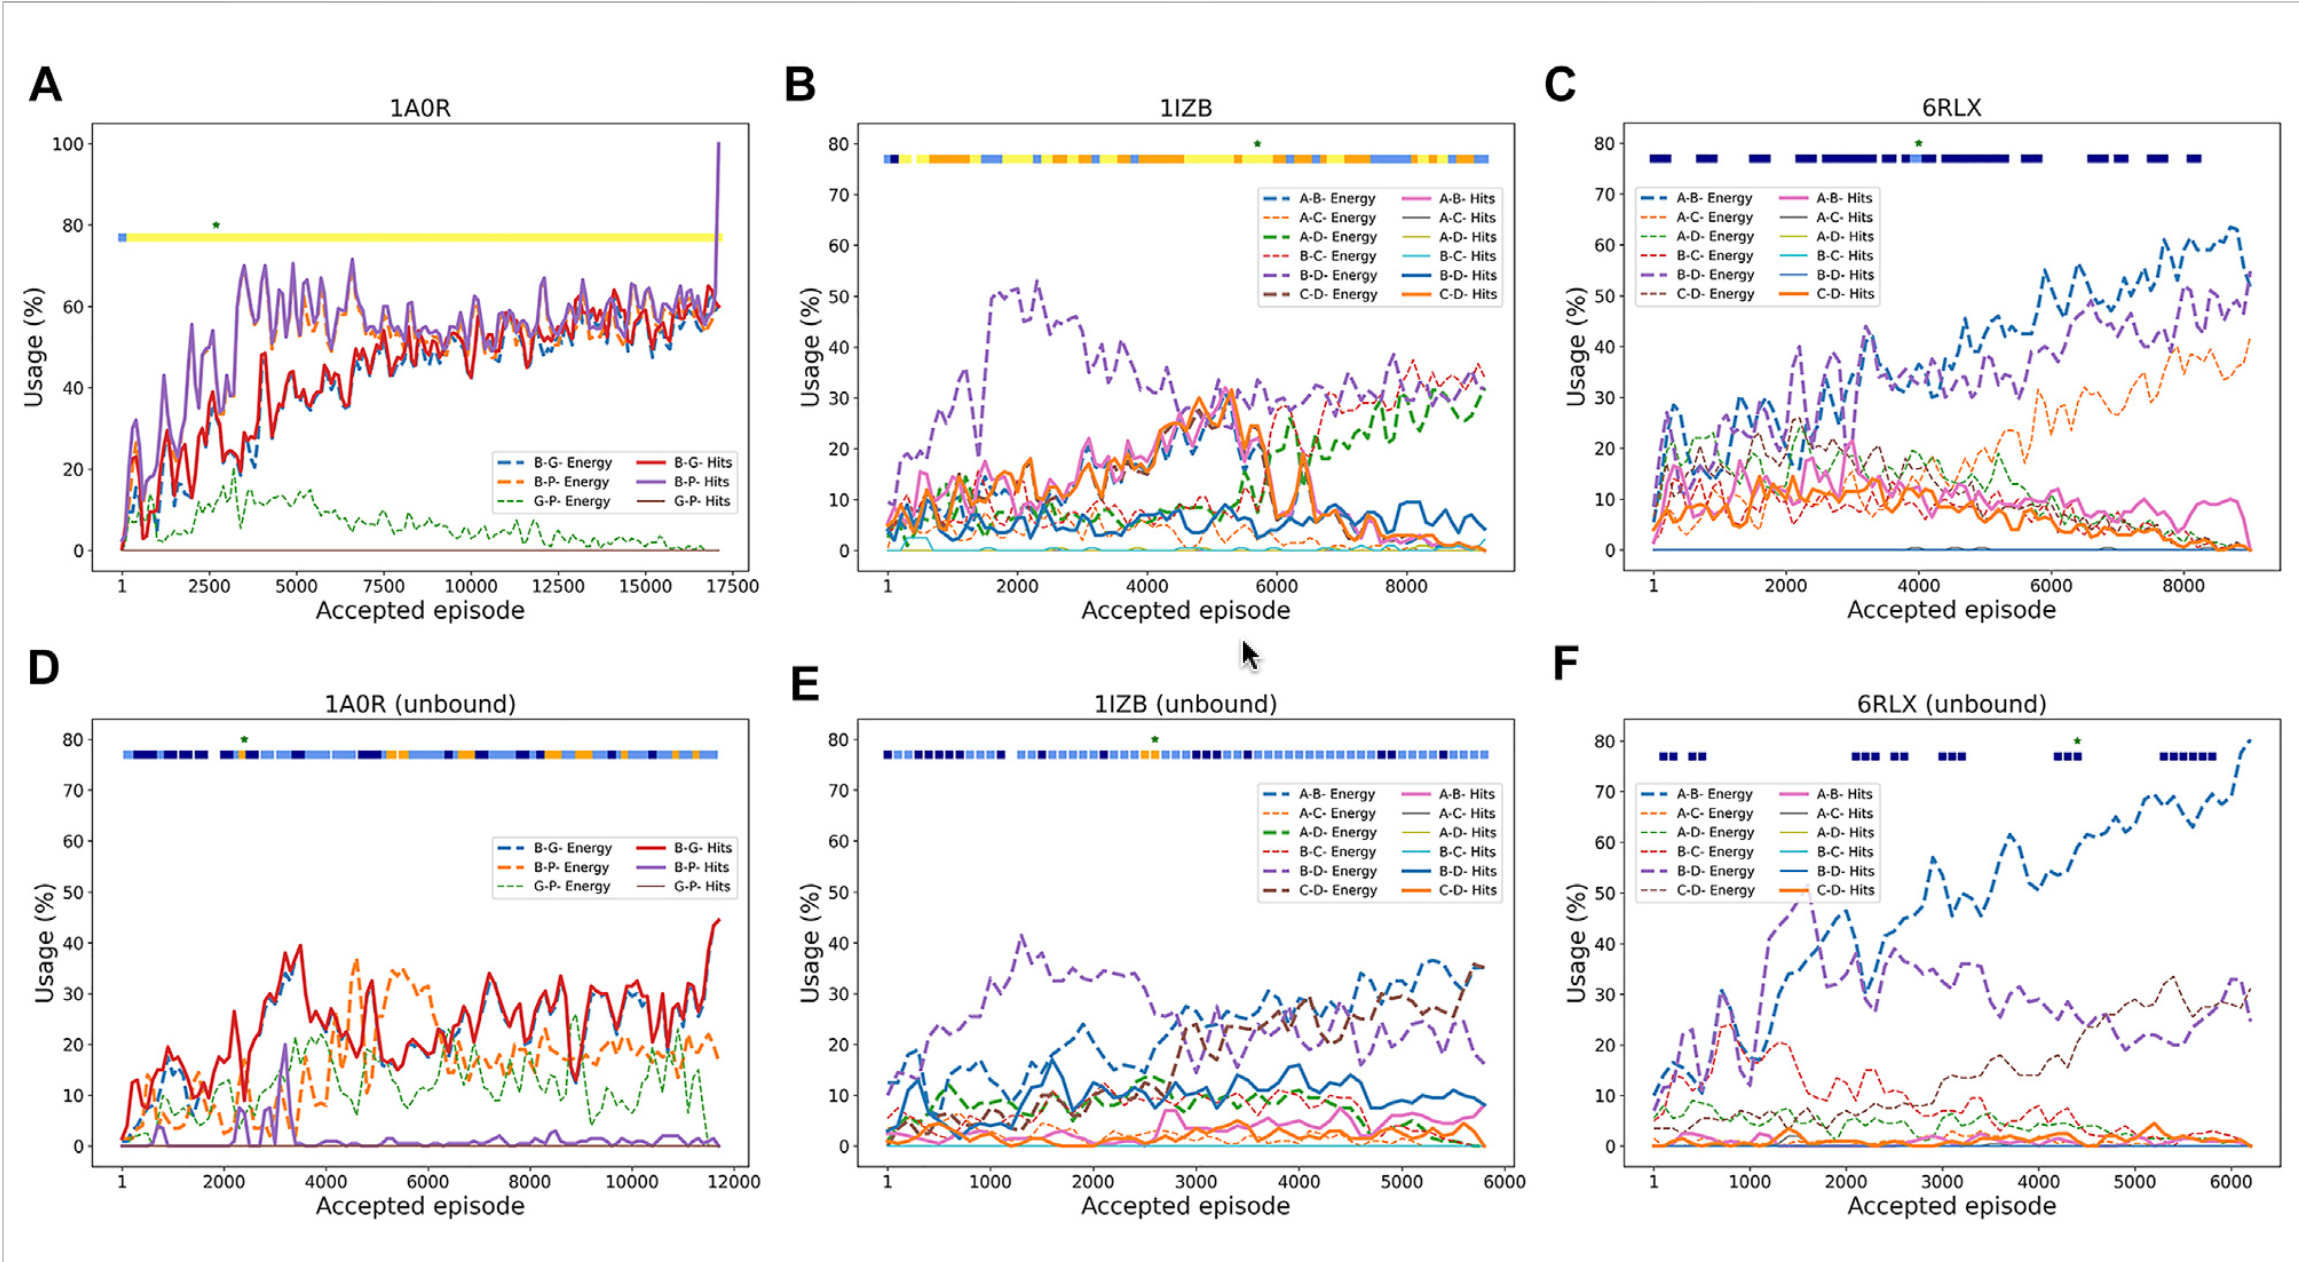 A
1A0R
Usage (%)
100
80
60
40
20
0
B-G- Energy
B-P- Energy
G-P- Energy
B-G- Hits
B-P- Hits
G-P- Hits
1 2500 5000 7500 10000 12500 15000 17500
Accepted episode
B
1IZB
Usage (%)
80
70
60
50
40
30
20
10
0
A-B- Energy
A-C- Energy
A-D- Energy
B-C- Energy
B-D- Energy
C-D- Energy
A-B- Hits
A-C- Hits
A-D- Hits
B-C- Hits
B-D- Hits
C-D- Hits
1 2000 4000 6000 8000
Accepted episode
C
6RLX
Usage (%)
80
70
60
50
40
30
20
10
0
A-B- Energy
A-C- Energy
A-D- Energy
B-C- Energy
B-D- Energy
C-D- Energy
A-B- Hits
A-C- Hits
A-D- Hits
B-C- Hits
B-D- Hits
C-D- Hits
1 2000 4000 6000 8000
Accepted episode
D
1A0R (unbound)
Usage (%)
80
70
60
50
40
30
20
10
0
B-G- Energy
B-P- Energy
G-P- Energy
B-G- Hits
B-P- Hits
G-P- Hits
1 2000 4000 6000 8000 10000 12000
Accepted episode
E
1IZB (unbound)
Usage (%)
80
70
60
50
40
30
20
10
0
A-B- Energy
A-C- Energy
A-D- Energy
B-C- Energy
B-D- Energy
C-D- Energy
A-B- Hits
A-C- Hits
A-D- Hits
B-C- Hits
B-D- Hits
C-D- Hits
1 1000 2000 3000 4000 5000 6000
Accepted episode
F
6RLX (unbound)
Usage (%)
80
70
60
50
40
30
20
10
0
A-B- Energy
A-C- Energy
A-D- Energy
B-C- Energy
B-D- Energy
C-D- Energy
A-B- Hits
A-C- Hits
A-D- Hits
B-C- Hits
B-D- Hits
C-D- Hits
1 1000 2000 3000 4000 5000 6000
Accepted episode